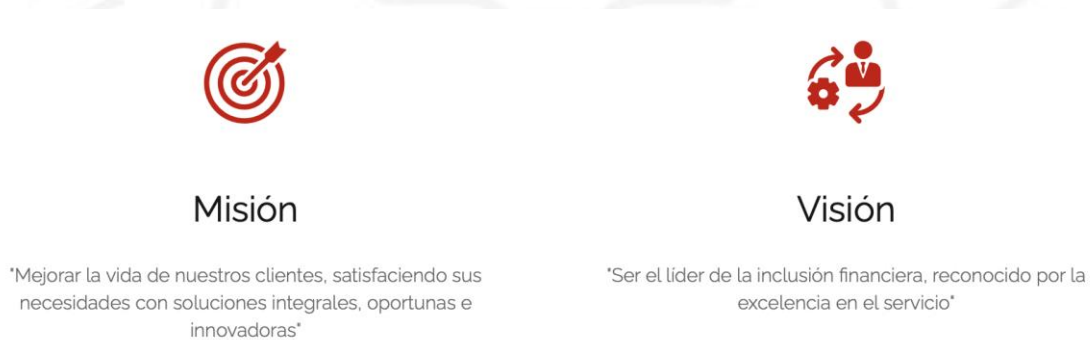 Misión
"Mejorar la vida de nuestros clientes, satisfaciendo sus
necesidades con soluciones integrales, oportunas e
innovadoras"
Visión
"Ser el líder de la inclusión financiera, reconocido por la
excelencia en el servicio"